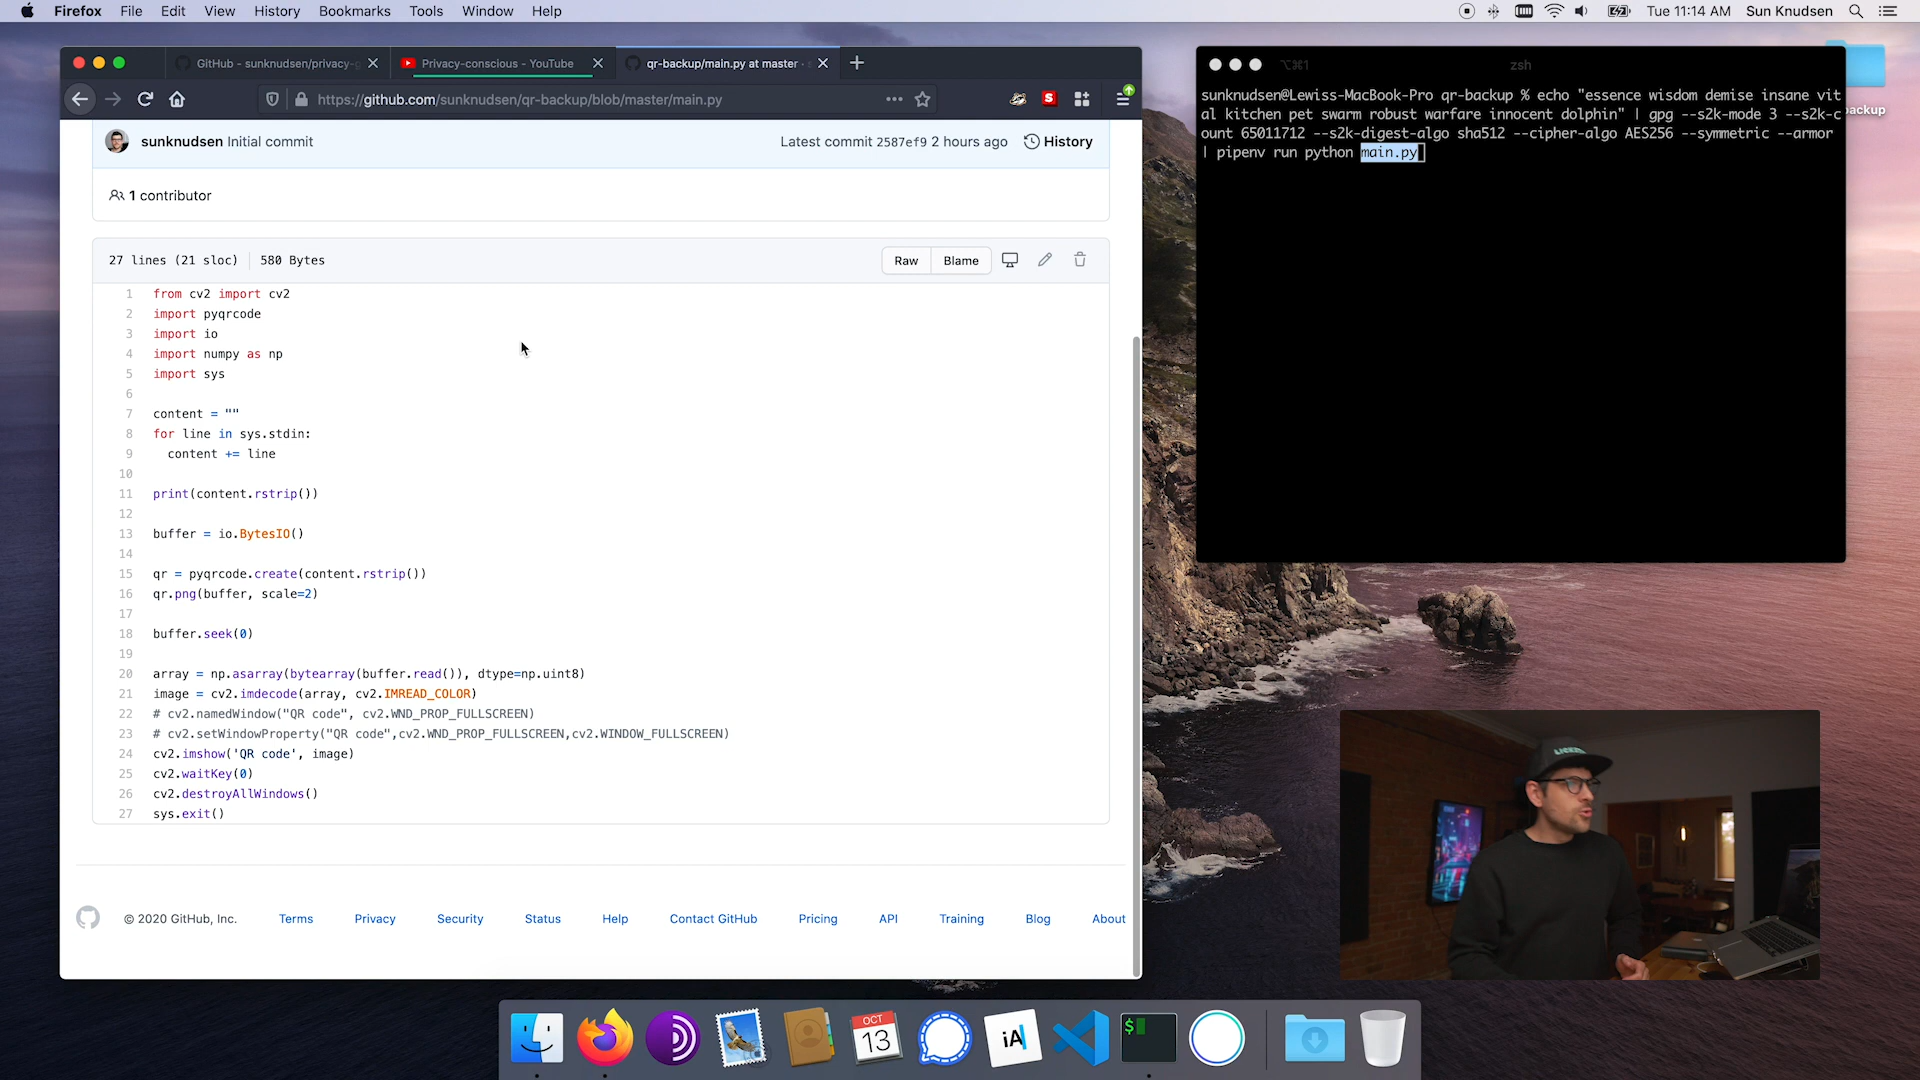 Firefox File Edit View History Bookmarks Tools Window Help
Tue 11:14 AM Sun Knudsen
GitHub - sunknudsen/privacy-g
Privacy-conscious - YouTube
qr-backup/main.py at master ·
https://github.com/sunknudsen/qr-backup/blob/master/main.py
S
sunknudsen Initial commit
Latest commit 2587ef9 2 hours ago
History
1 contributor
27 lines (21 sloc) 580 Bytes
Raw Blame
1 from cv2 import cv2
2 import pyqrcode
3 import io
4 import numpy as np
5 import sys
6
7 content = ""
8 for line in sys.stdin:
9 content += line
10
11 print(content.rstrip())
12
13 buffer = io.BytesIO()
14
15 qr = pyqrcode.create(content.rstrip())
16 qr.png(buffer, scale=2)
17
18 buffer.seek(0)
19
20 array = np.asarray(bytearray(buffer.read()), dtype=np.uint8)
21 image = cv2.imdecode(array, cv2.IMREAD_COLOR)
22 # cv2.namedWindow("QR code", cv2.WND_PROP_FULLSCREEN)
23 # cv2.setWindowProperty("QR code",cv2.WND_PROP_FULLSCREEN,cv2.WINDOW_FULLSCREEN)
24 cv2.imshow('QR code', image)
25 cv2.waitKey(0)
26 cv2.destroyAllWindows()
27 sys.exit()
© 2020 GitHub, Inc. Terms Privacy Security Status Help Contact GitHub Pricing API Training Blog About
⌥⌘1 zsh
sunknudsen@Lewiss-MacBook-Pro qr-backup % echo "essence wisdom demise insane vit
al kitchen pet swarm robust warfare innocent dolphin" | gpg --s2k-mode 3 --s2k-c
ount 65011712 --s2k-digest-algo sha512 --cipher-algo AES256 --symmetric --armor
| pipenv run python main.py
ackup
OCT
13
iA
$